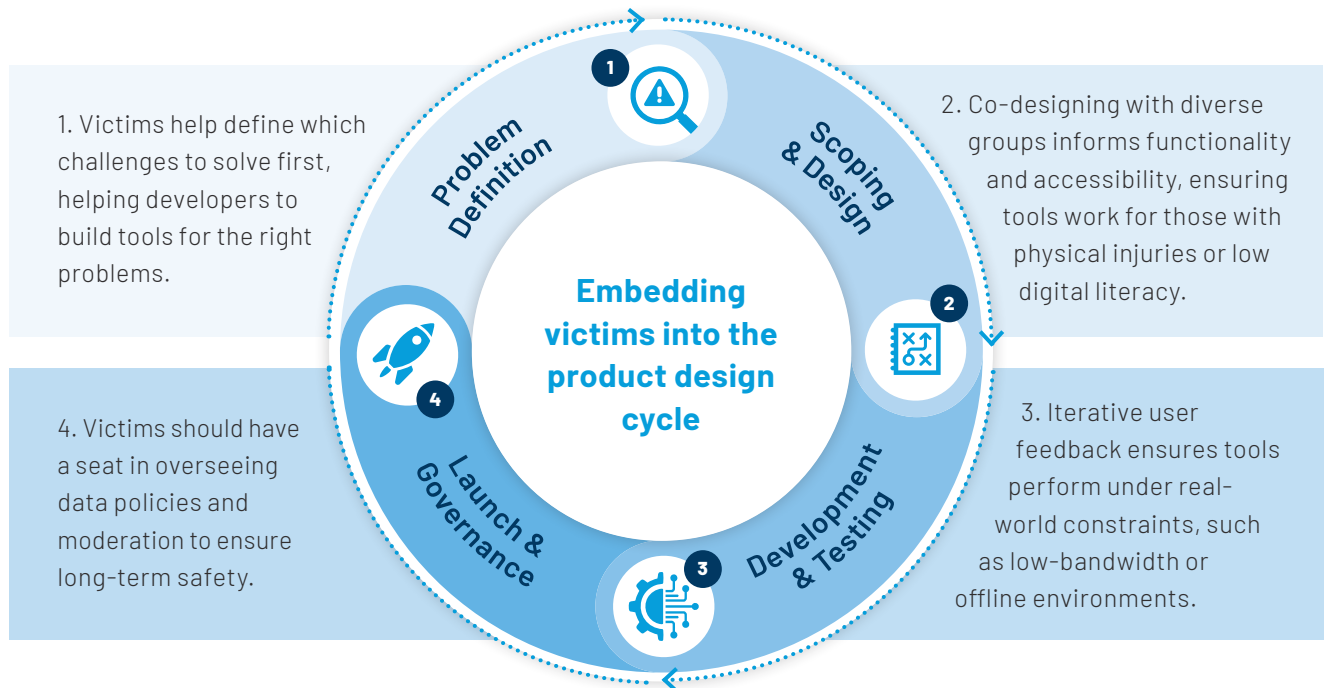 1
Problem
Definition
1. Victims help define which
challenges to solve first,
helping developers to
build tools for the right
problems.
Scoping
& Design
2
2. Co-designing with diverse
groups informs functionality
and accessibility, ensuring
tools work for those with
physical injuries or low
digital literacy.
Embedding
victims into the
product design
cycle
Development
& Testing
3
3. Iterative user
feedback ensures tools
perform under real-
world constraints, such
as low-bandwidth or
offline environments.
Launch &
Governance
4
4. Victims should have
a seat in overseeing
data policies and
moderation to ensure
long-term safety.